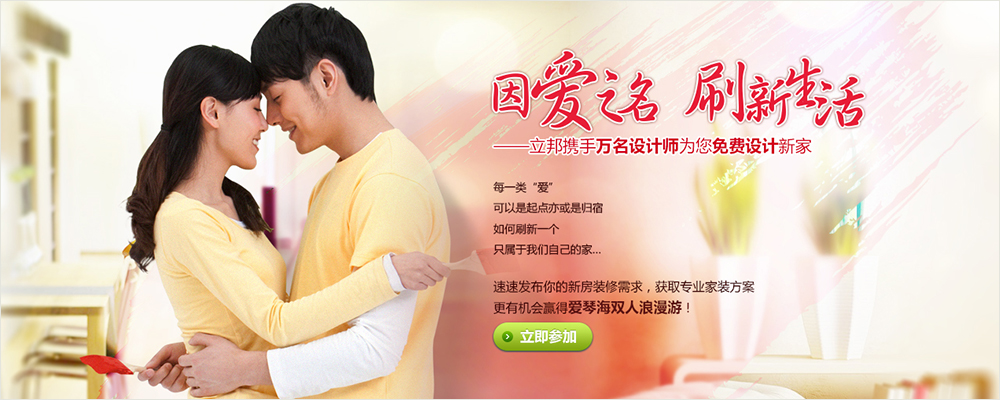 因爱之名 刷新生活
——立邦携手万名设计师为您免费设计新家
每一类“爱”
可以是起点亦或是归宿
如何刷新一个
只属于我们自己的家...
速速发布你的新房装修需求，获取专业家装方案
更有机会赢得爱琴海双人浪漫游！
立即参加